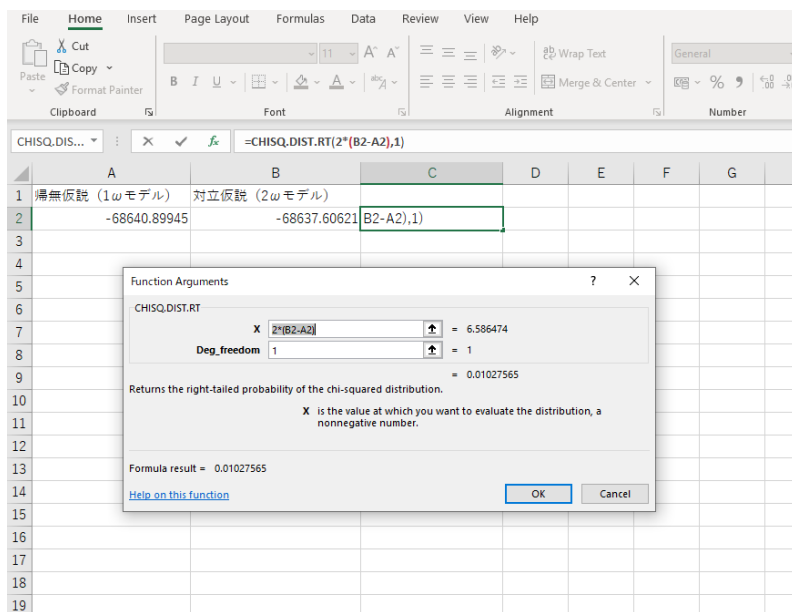 File Home Insert Page Layout Formulas Data Review View Help
Cut
Copy
Paste
Format Painter
11 A^ A˅
B I U A abc A
ab Wrap Text
Merge & Center
General
% 9 .00
Clipboard Font Alignment Number
CHISQ.DIS... fx =CHISQ.DIST.RT(2*(B2-A2),1)
A B C D E F G
1 帰無仮説（1ωモデル） 対立仮説（2ωモデル）
2 -68640.89945 -68637.60621 B2-A2),1)
3
4
5
6
7
8
9
10
11
12
13
14
15
16
17
18
19
Function Arguments ? ×
CHISQ.DIST.RT
X 2*(B2-A2) = 6.586474
Deg_freedom 1 = 1
= 0.01027565
Returns the right-tailed probability of the chi-squared distribution.
X is the value at which you want to evaluate the distribution, a
nonnegative number.
Formula result = 0.01027565
Help on this function OK Cancel